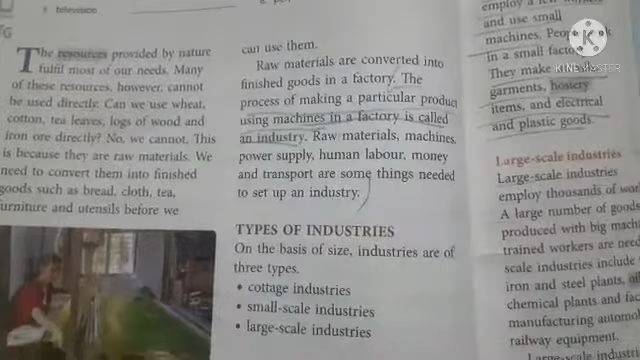 9 television
The resources provided by nature
fulfil most of our needs. Many
of these resources, however, cannot
be used directly. Can we use wheat,
cotton, tea leaves, logs of wood and
iron ore directly? No, we cannot. This
is because they are raw materials. We
need to convert them into finished
goods such as bread, cloth, tea,
furniture and utensils before we
can use them.
Raw materials are converted into
finished goods in a factory. The
process of making a particular product
using machines in a factory is called
an industry. Raw materials, machines,
power supply, human labour, money
and transport are some things needed
to set up an industry.
TYPES OF INDUSTRIES
On the basis of size, industries are of
three types.
• cottage industries
• small-scale industries
• large-scale industries
employ a few
and use small
machines. People
in a small
They make
garments, hosiery
items, and electrical
and plastic goods.
Large-scale industries
Large-scale industries
employ thousands of
A large number of goods
produced with big
trained workers are
scale industries include
iron and steel plants,
chemical plants and
manufacturing
railway equipment.
Large-scale
KINEMASTER